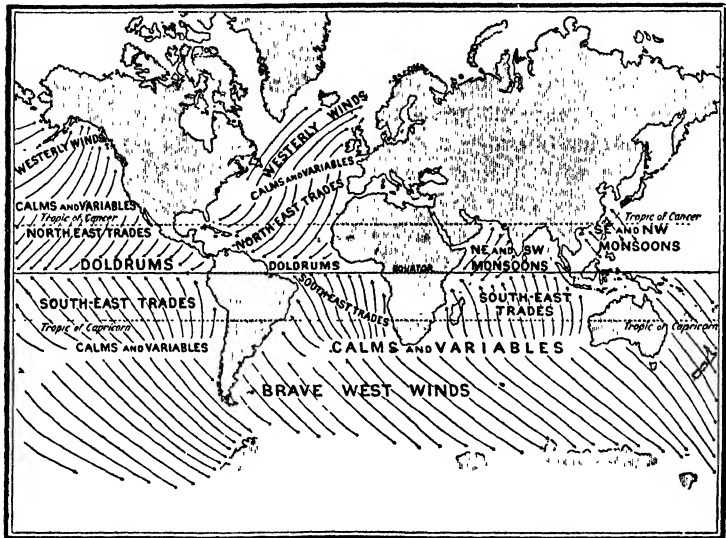 WESTERLY WINDS
WESTERLY WINDS
CALMS AND VARIABLES
CALMS AND VARIABLES
Tropic of Cancer
Tropic of Cancer
NORTH-EAST TRADES
NORTH-EAST TRADES
SE AND NW
MONSOONS
NE AND SW
MONSOONS
DOLDRUMS
DOLDRUMS
EQUATOR
SOUTH-EAST TRADES
SOUTH-EAST TRADES
SOUTH-EAST
TRADES
Tropic of Capricorn
Tropic of Capricorn
CALMS AND VARIABLES
CALMS AND VARIABLES
BRAVE WEST WINDS